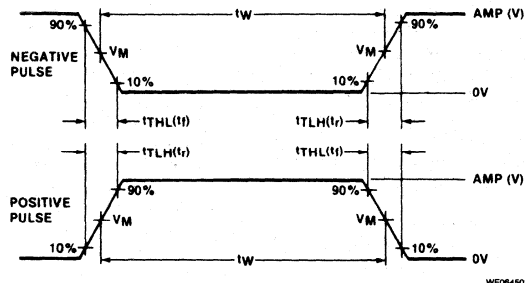 tW
AMP (V)
90%
90%
NEGATIVE
PULSE
VM
VM
10%
10%
0V
tTHL(tf)
tTLH(tr)
tTLH(tr)
tTHL(tf)
AMP (V)
POSITIVE
PULSE
90%
90%
VM
VM
10%
10%
0V
tW
WF06450